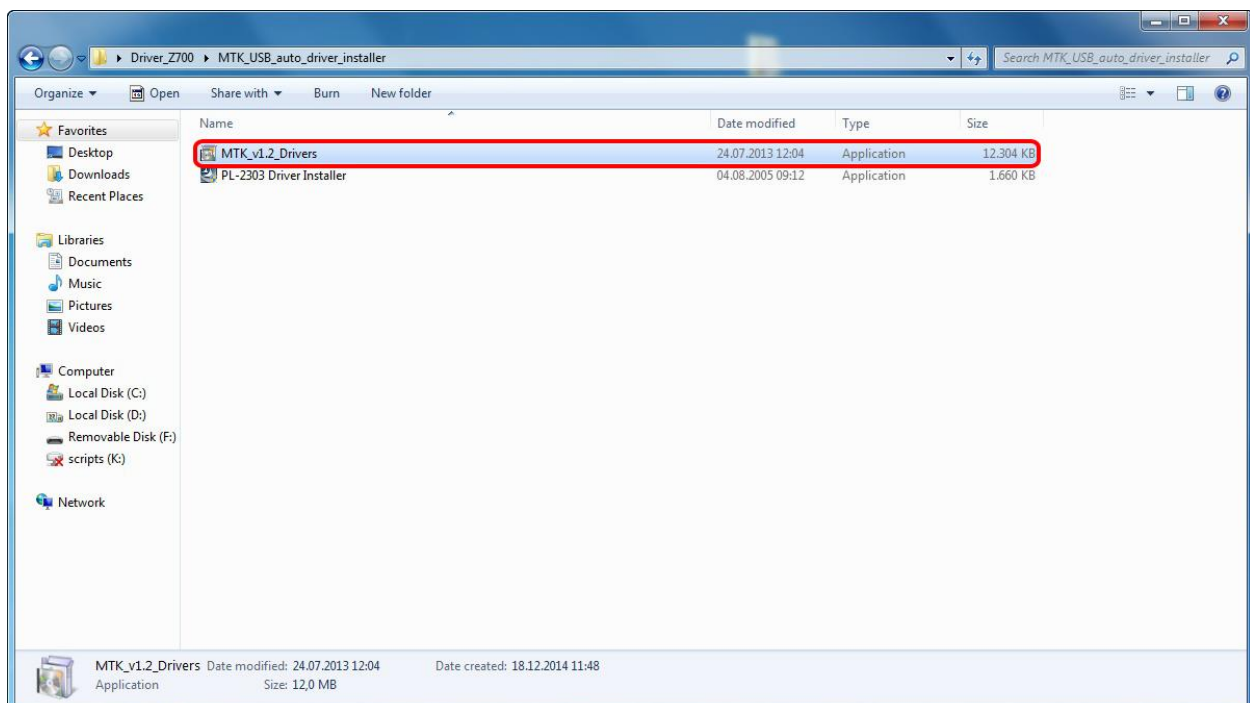 Driver_Z700 ▸ MTK_USB_auto_driver_installer
Search MTK_USB_auto_driver_installer
Organize Open Share with Burn New folder
Favorites
Desktop
Downloads
Recent Places
Libraries
Documents
Music
Pictures
Videos
Computer
Local Disk (C:)
Local Disk (D:)
Removable Disk (F:)
scripts (K:)
Network
Name Date modified Type Size
MTK_v1.2_Drivers 24.07.2013 12:04 Application 12.304 KB
PL-2303 Driver Installer 04.08.2005 09:12 Application 1.660 KB
MTK_v1.2_Drivers Date modified: 24.07.2013 12:04 Date created: 18.12.2014 11:48
Application Size: 12,0 MB